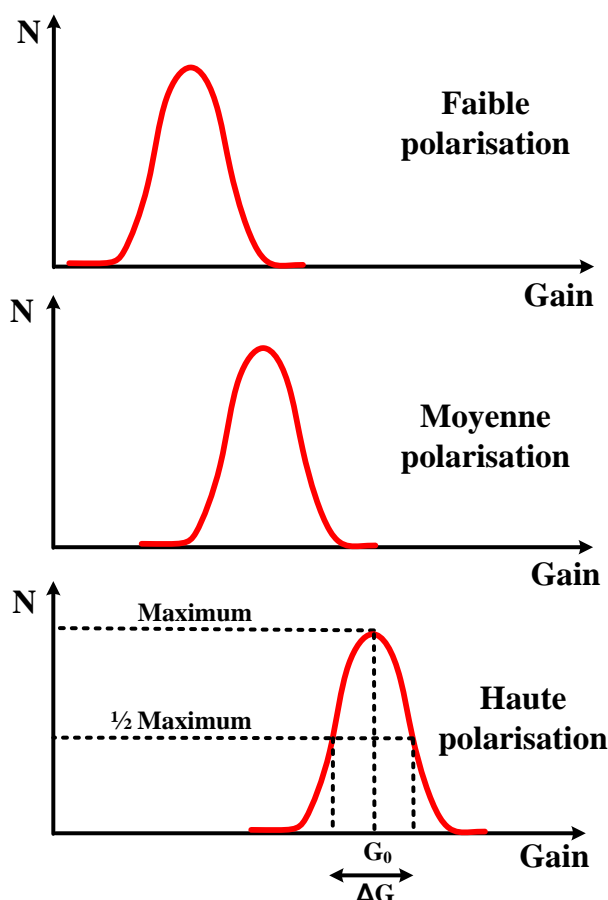 N
Faible
polarisation
Gain
N
Moyenne
polarisation
Gain
N
Maximum
½ Maximum
Haute
polarisation
G₀
Gain
ΔG